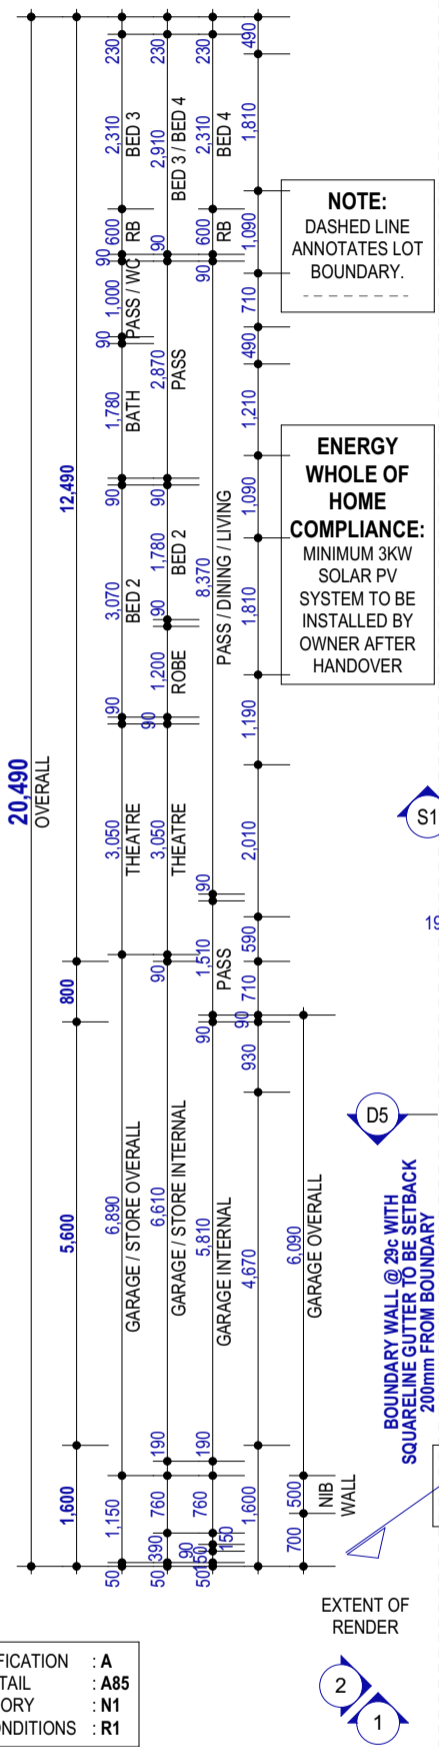 20,490
OVERALL
12,490
800
5,600
1,600
230
2,310
BED 3
600
RB
90
1,000
PASS / WC
90
1,780
BATH
90
3,070
BED 2
90
3,050
THEATRE
6,890
GARAGE / STORE OVERALL
1,150
50
230
2,910
BED 3 / BED 4
90
2,870
PASS
90
1,780
BED 2
90
1,200
ROBE
90
3,050
THEATRE
90
6,610
GARAGE / STORE INTERNAL
190
760
390
50
230
2,310
BED 4
600
RB
90
8,370
PASS / DINING / LIVING
90
1,510
PASS
90
5,810
GARAGE INTERNAL
190
760
150
90
150
50
490
1,810
1,090
710
490
1,210
1,090
1,810
1,190
2,010
590
710
90
930
4,670
1,600
6,090
GARAGE OVERALL
500
NIB
WALL
700
NOTE:
DASHED LINE
ANNOTATES LOT
BOUNDARY.
ENERGY
WHOLE OF
HOME
COMPLIANCE:
MINIMUM 3KW
SOLAR PV
SYSTEM TO BE
INSTALLED BY
OWNER AFTER
HANDOVER
S1
19
D5
BOUNDARY WALL @ 29c WITH
SQUARELINE GUTTER TO BE SETBACK
200mm FROM BOUNDARY
EXTENT OF
RENDER
2
1
FICATION : A
TAIL : A85
ORY : N1
ONDITIONS : R1